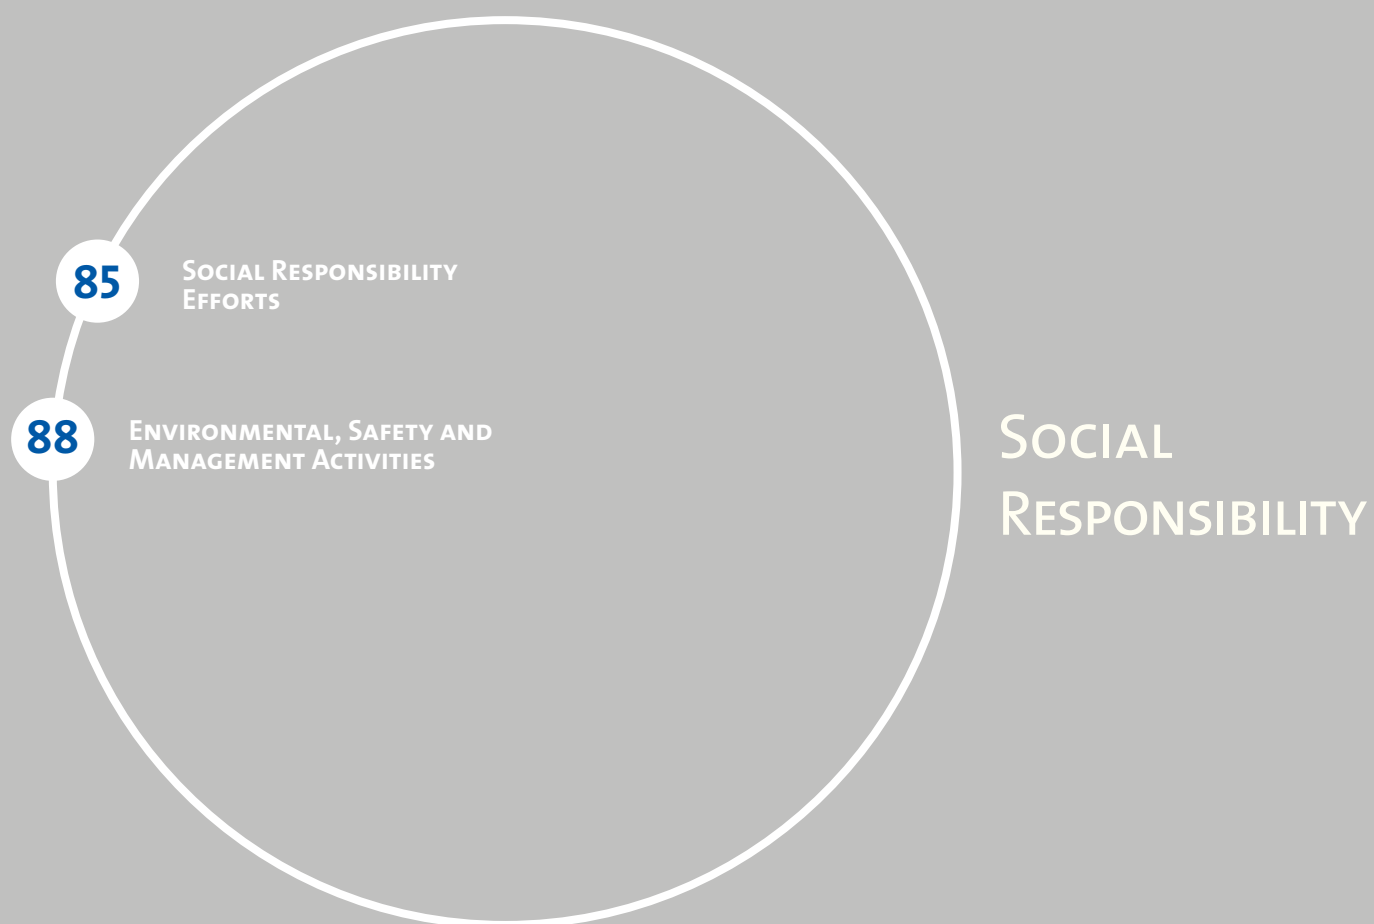 85
Social Responsibility
Efforts
88
Environmental, Safety and
Management Activities
Social
Responsibility